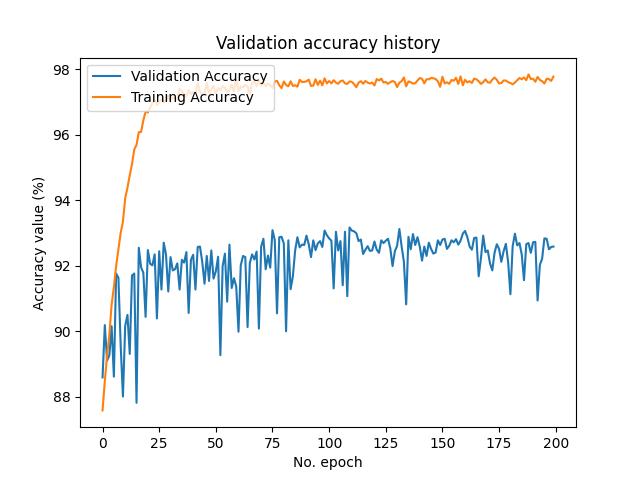 Validation accuracy history
Validation Accuracy
Training Accuracy
98
96
94
92
90
88
Accuracy value (%)
0 25 50 75 100 125 150 175 200
No. epoch